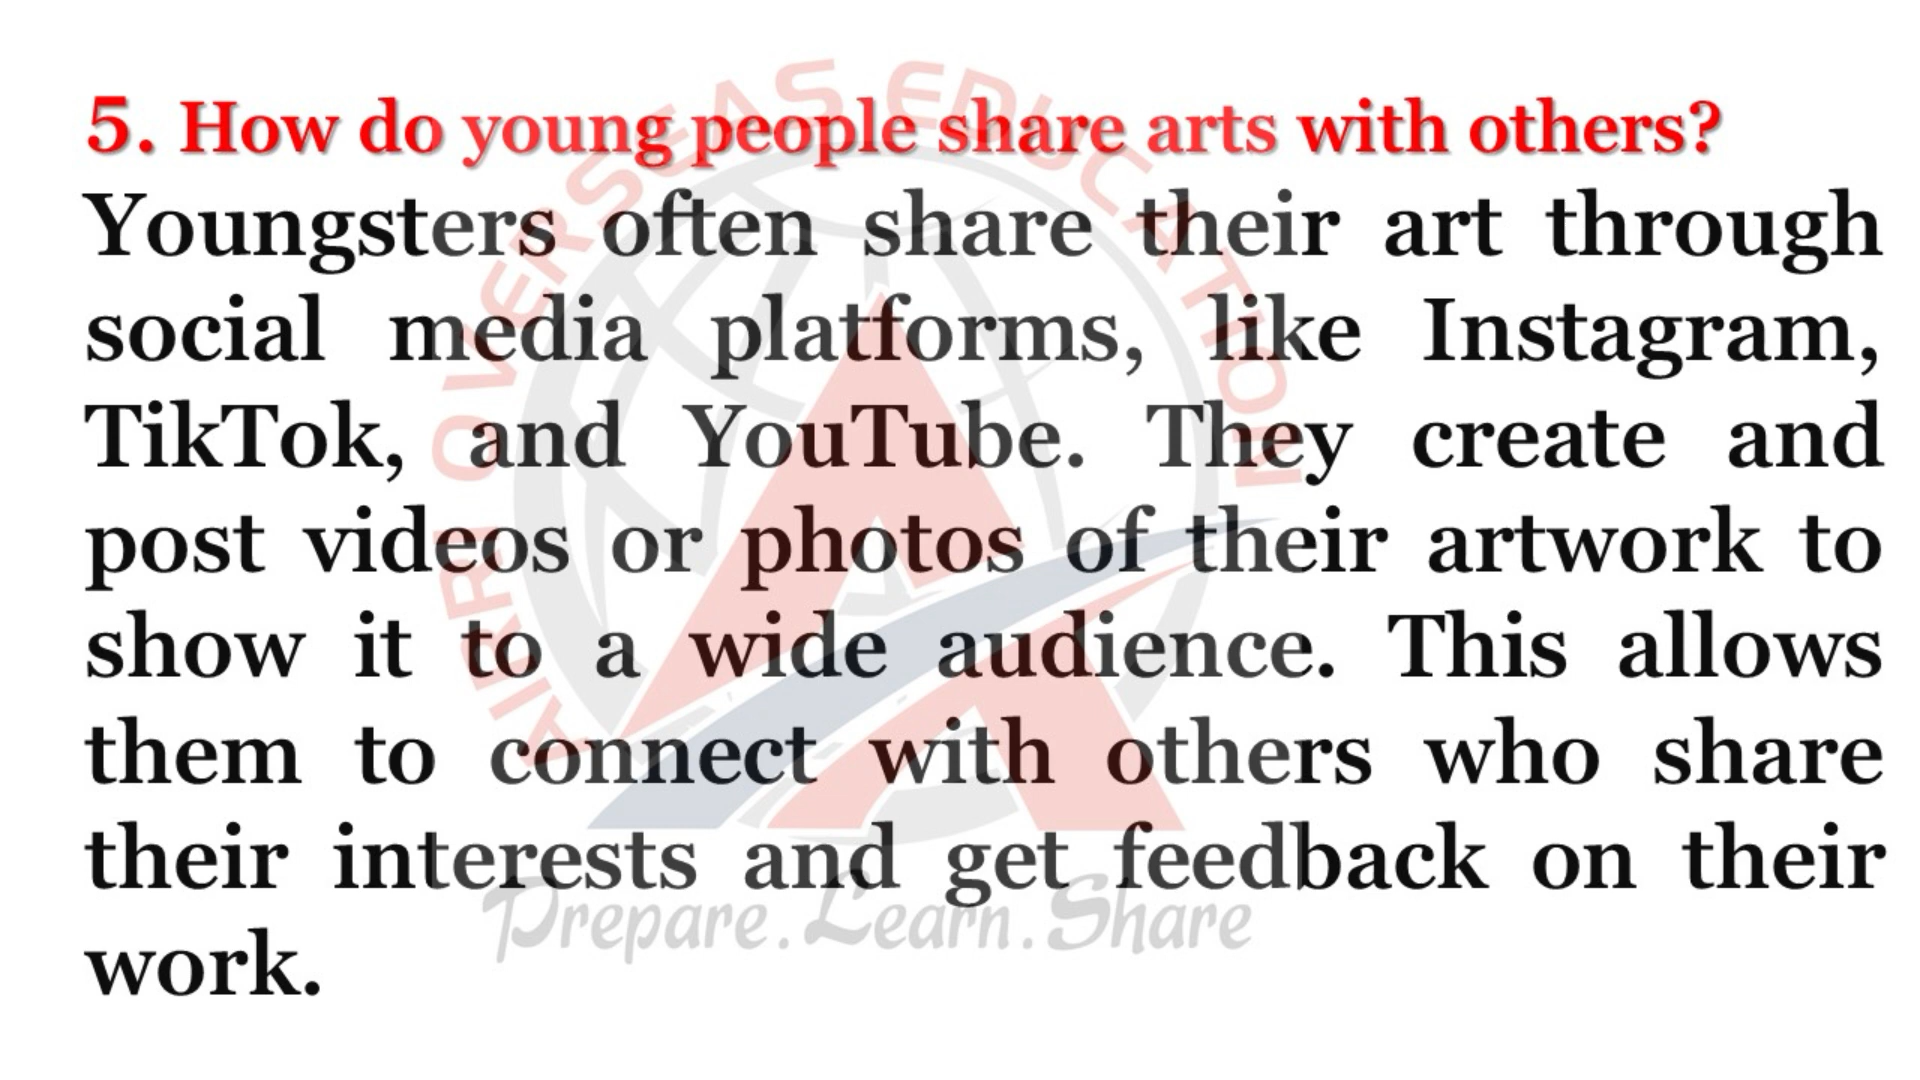 5. How do young people share arts with others?
Youngsters often share their art through
social media platforms, like Instagram,
TikTok, and YouTube. They create and
post videos or photos of their artwork to
show it to a wide audience. This allows
them to connect with others who share
their interests and get feedback on their
work.
AIRRI OVERSEAS EDUCATION
Prepare. Learn. Share